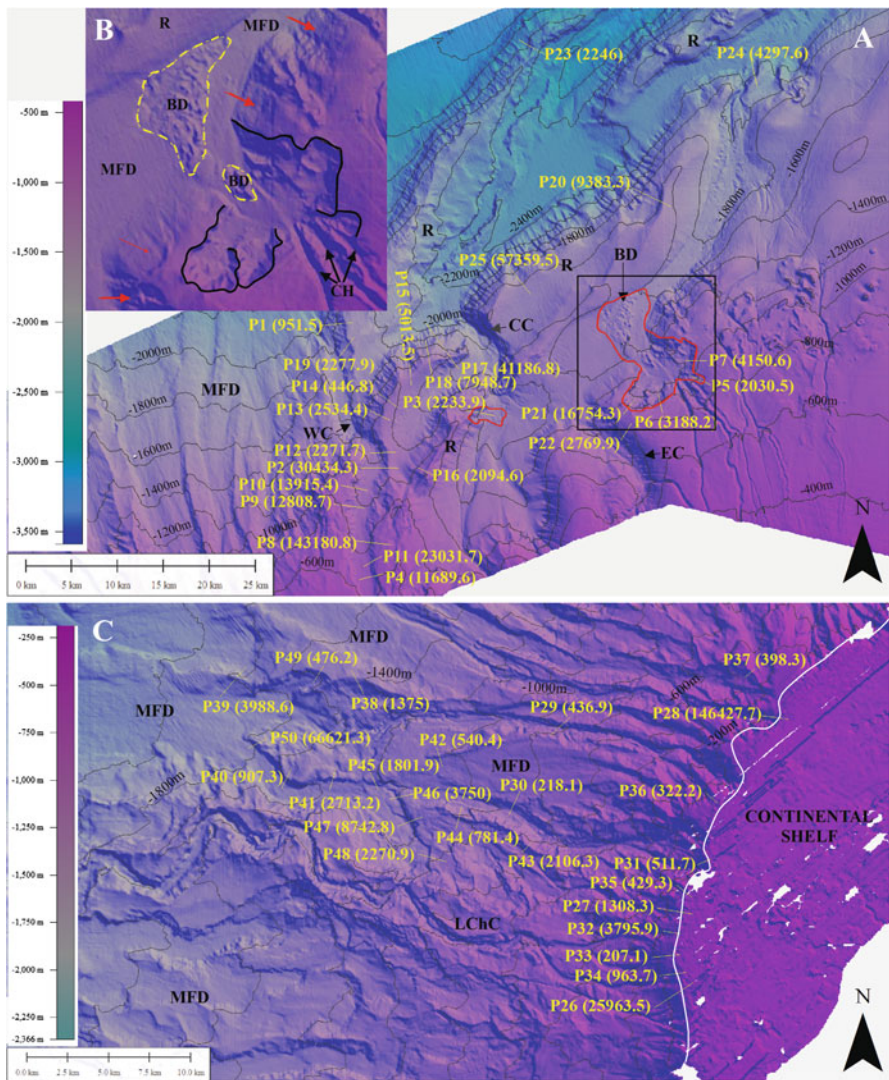 B
R
MFD
BD
MFD
BD
CH
A
P23 (2246)
R
P24 (4297.6)
-500 m
-1,000 m
-1,500 m
-2,000 m
-2,500 m
-3,000 m
-3,500 m
P20 (9383.3)
-2400m
-1800m
-1800m
-1600m
-1400m
-1200m
-1000m
R
P25 (57359.5)
R
BD
-2200m
P15 (5013.5)
P1 (951.5)
-2000m
CC
-800m
-2000m
P19 (2277.9)
P17 (41186.8)
P7 (4150.6)
MFD
P14 (446.8)
P18 (7948.7)
P5 (2030.5)
-1800m
P3 (2233.9)
P13 (2534.4)
P21 (16754.3)
P6 (3188.2)
-600m
WC
R
P22 (2769.9)
-1600m
P12 (2271.7)
EC
P2 (30434.3)
P16 (2094.6)
-1400m
P10 (13915.4)
-400m
P9 (12808.7)
-1200m
-1000m
N
P8 (143180.8)
-600m
P11 (23031.7)
P4 (11689.6)
0 km
5 km
10 km
15 km
20 km
25 km
C
-250 m
-500 m
-750 m
-1,000 m
-1,250 m
-1,500 m
-1,750 m
-2,000 m
-2,250 m
-2,366 m
MFD
P49 (476.2)
-1400m
P37 (398.3)
-1000m
-600m
P39 (3988.6)
P38 (1375)
P29 (436.9)
P28 (146427.7)
MFD
-200m
P50 (66621.3)
P42 (540.4)
P45 (1801.9)
MFD
P40 (907.3)
-1800m
P46 (3750)
P30 (218.1)
P36 (322.2)
P41 (2713.2)
CONTINENTAL
SHELF
P47 (8742.8)
P44 (781.4)
P48 (2270.9)
P43 (2106.3)
P31 (511.7)
P35 (429.3)
P27 (1308.3)
LChC
P32 (3795.9)
P33 (207.1)
P34 (963.7)
MFD
P26 (25963.5)
N
0.0 km
2.5 km
5.0 km
7.5 km
10.0 km